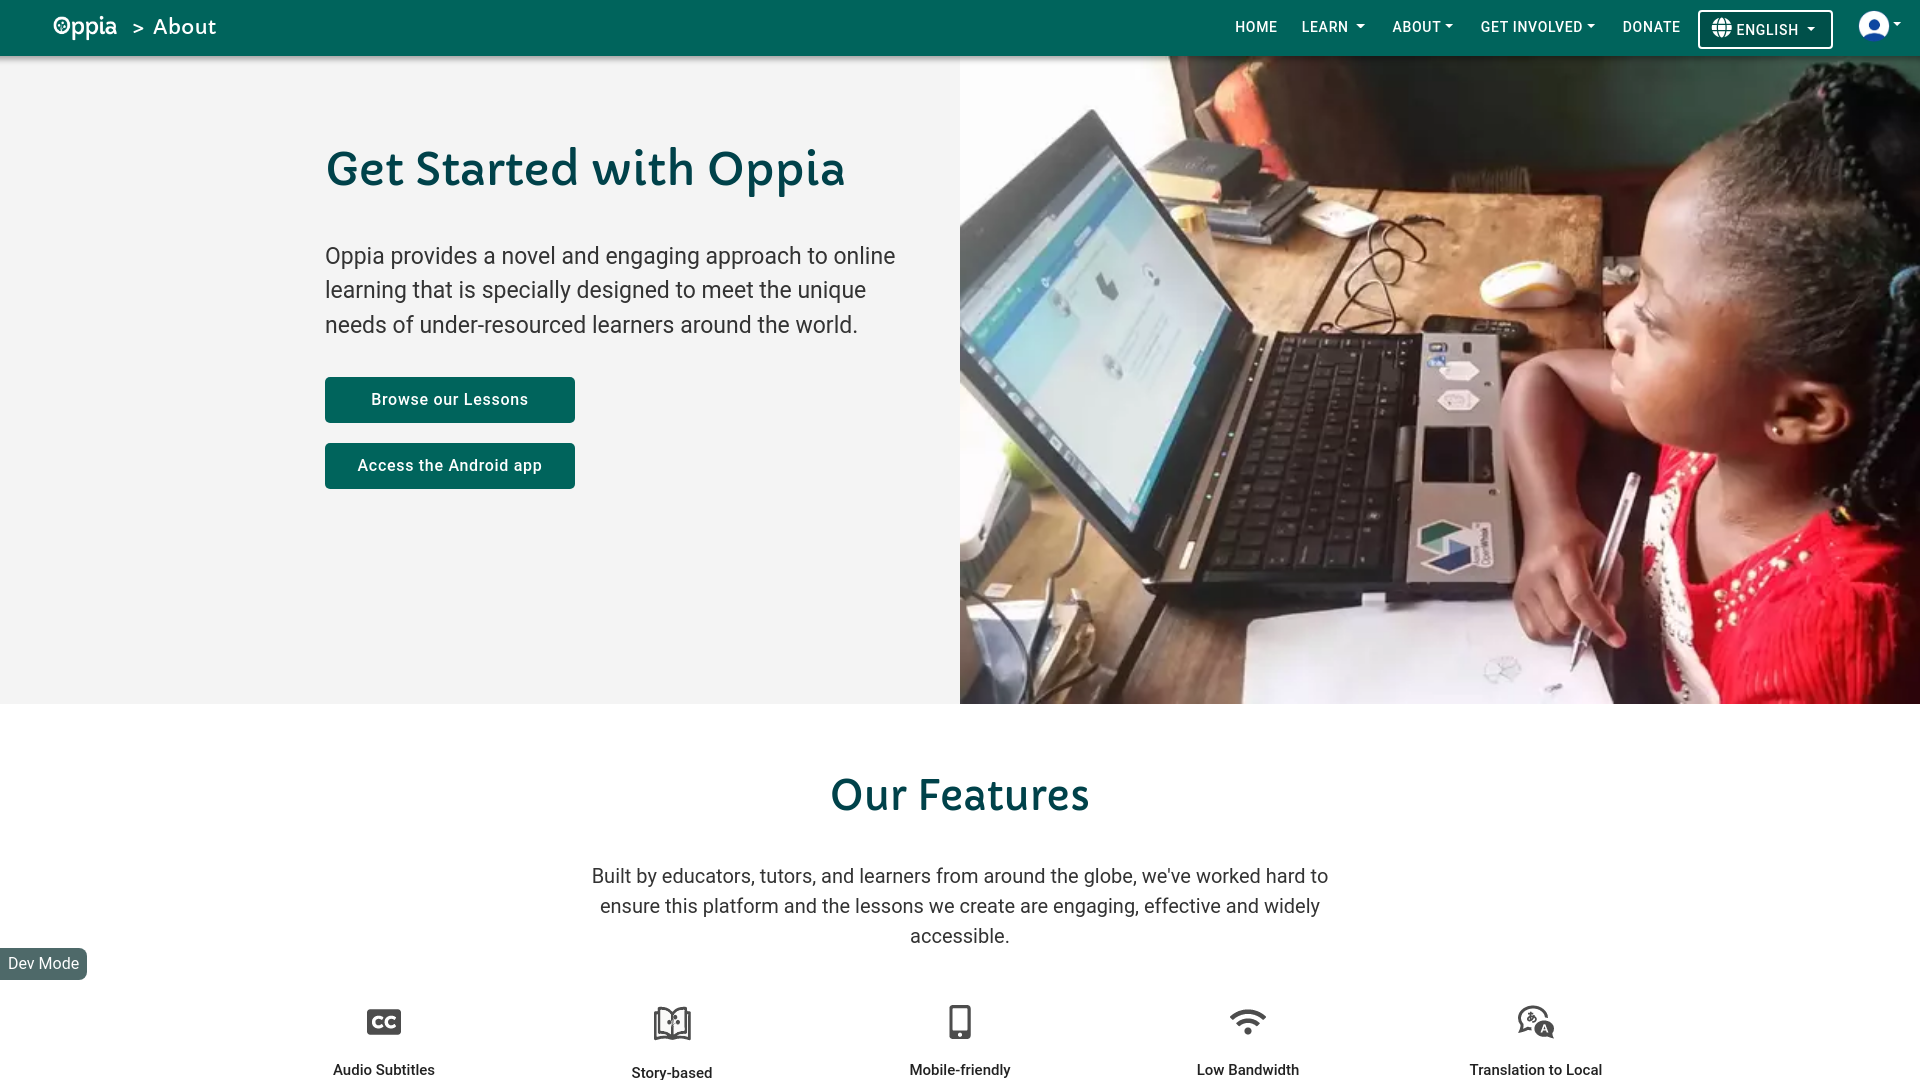 Oppia > About
HOME LEARN ABOUT GET INVOLVED DONATE ENGLISH
Get Started with Oppia
Oppia provides a novel and engaging approach to online
learning that is specially designed to meet the unique
needs of under-resourced learners around the world.
Browse our Lessons
Access the Android app
Our Features
Built by educators, tutors, and learners from around the globe, we've worked hard to
ensure this platform and the lessons we create are engaging, effective and widely
accessible.
Dev Mode
CC
あ A
Audio Subtitles
Story-based
Mobile-friendly
Low Bandwidth
Translation to Local